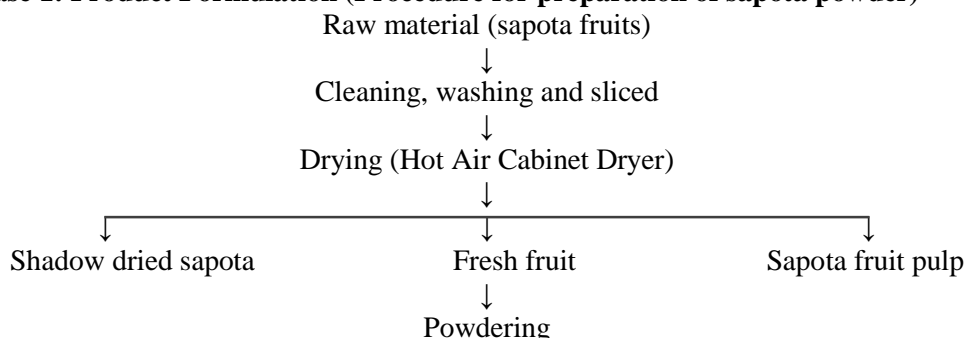 1: Product Formulation (Procedure for preparation of sapota powder)
Raw material (sapota fruits)
↓
Cleaning, washing and sliced
↓
Drying (Hot Air Cabinet Dryer)
↓
↓ ↓ ↓
Shadow dried sapota Fresh fruit Sapota fruit pulp
↓
Powdering